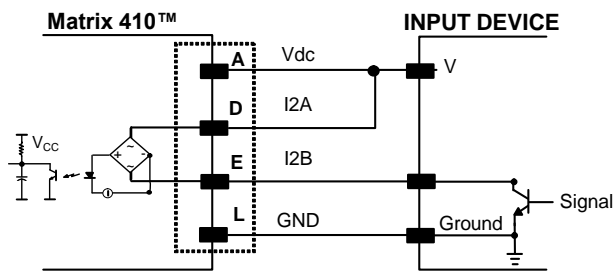 Matrix 410™ INPUT DEVICE
A Vdc V
D I2A
VCC
+ ~ - ~
E I2B
Signal
L GND Ground